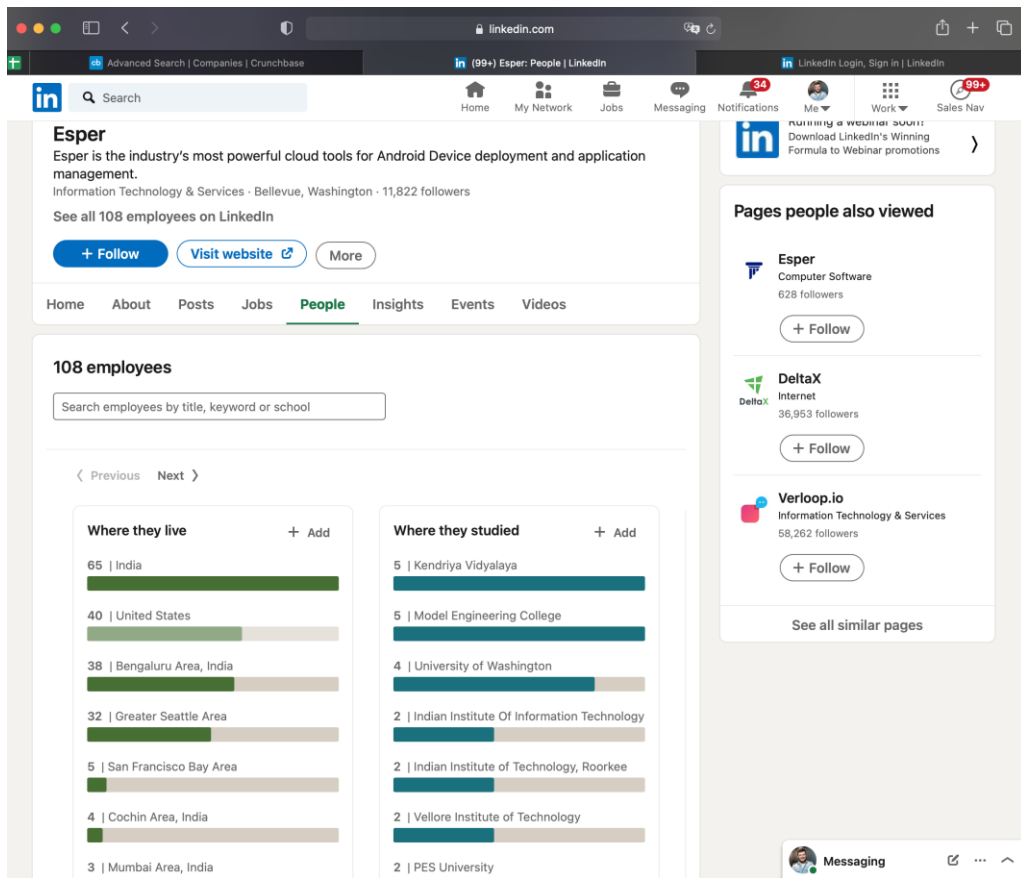 linkedin.com
cb Advanced Search | Companies | Crunchbase
in (99+) Esper: People | LinkedIn
in LinkedIn Login, Sign in | LinkedIn
in
Search
Home
My Network
Jobs
Messaging
34
Notifications
Me
Work
99+
Sales Nav
Esper
Esper is the industry's most powerful cloud tools for Android Device deployment and application
management.
Information Technology & Services · Bellevue, Washington · 11,822 followers
See all 108 employees on LinkedIn
+ Follow
Visit website
More
Home
About
Posts
Jobs
People
Insights
Events
Videos
108 employees
Search employees by title, keyword or school
Previous
Next
Where they live
+ Add
65 | India
40 | United States
38 | Bengaluru Area, India
32 | Greater Seattle Area
5 | San Francisco Bay Area
4 | Cochin Area, India
3 | Mumbai Area, India
Where they studied
+ Add
5 | Kendriya Vidyalaya
5 | Model Engineering College
4 | University of Washington
2 | Indian Institute Of Information Technology
2 | Indian Institute of Technology, Roorkee
2 | Vellore Institute of Technology
2 | PES University
in
Running a webinar soon?
Download LinkedIn's Winning
Formula to Webinar promotions
Pages people also viewed
Esper
Computer Software
628 followers
+ Follow
DeltaX
DeltaX
Internet
36,953 followers
+ Follow
Verloop.io
Information Technology & Services
58,262 followers
+ Follow
See all similar pages
Messaging